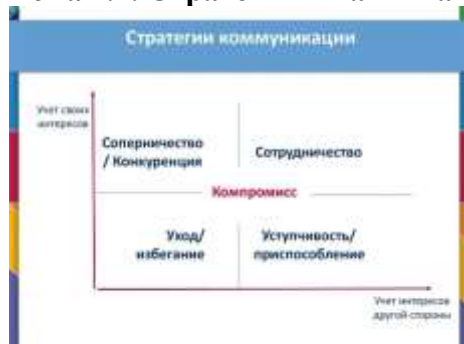 Стратегии коммуникации
Учет своих
интересов
Соперничество
/ Конкуренция
Сотрудничество
Компромисс
Уход/
избегание
Уступчивость/
приспособление
Учет интересов
другой стороны